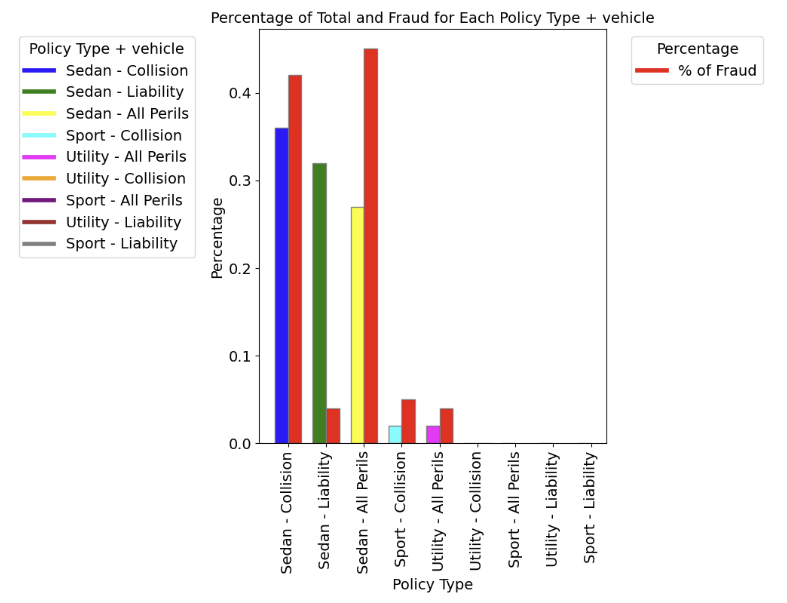 Percentage of Total and Fraud for Each Policy Type + vehicle
Policy Type + vehicle
Sedan - Collision
Sedan - Liability
Sedan - All Perils
Sport - Collision
Utility - All Perils
Utility - Collision
Sport - All Perils
Utility - Liability
Sport - Liability
Percentage
% of Fraud
Percentage
0.4
0.3
0.2
0.1
0.0
Sedan - Collision
Sedan - Liability
Sedan - All Perils
Sport - Collision
Utility - All Perils
Utility - Collision
Sport - All Perils
Utility - Liability
Sport - Liability
Policy Type